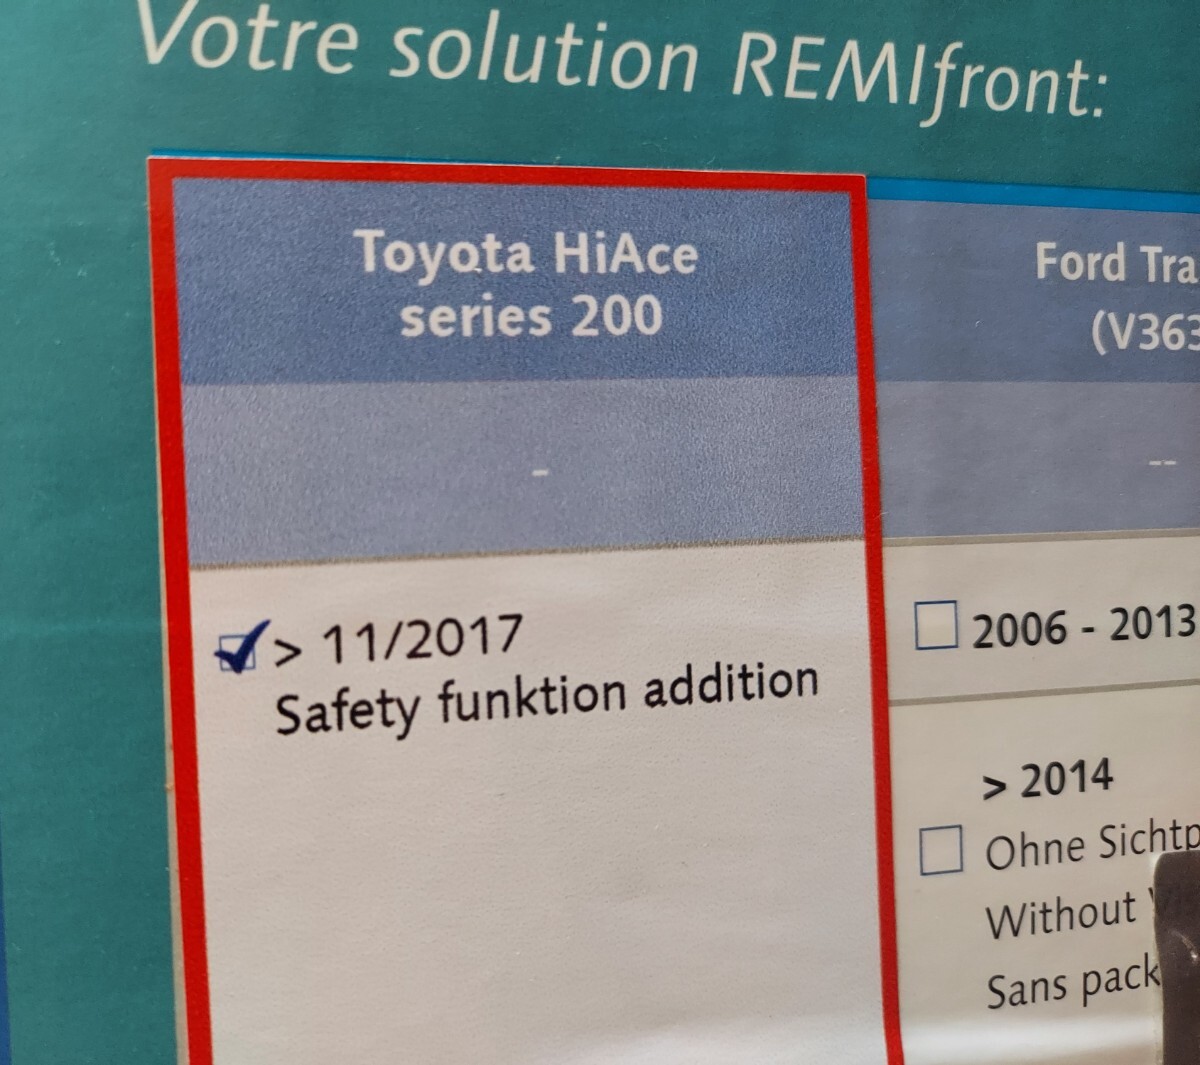 Votre solution REMIfront:
Toyota HiAce
series 200
-
> 11/2017
Safety funktion addition
Ford Tra
(V363
--
2006 - 2013
> 2014
Ohne Sichtp
Without
Sans pack